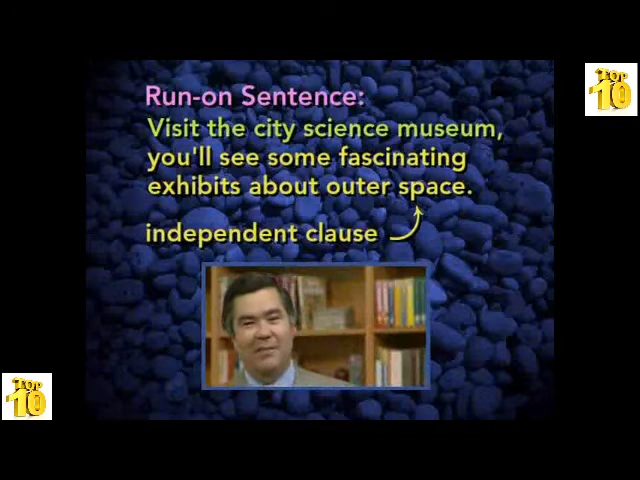 TOP
10
Run-on Sentence:
Visit the city science museum,
you'll see some fascinating
exhibits about outer space.
independent clause
TOP
10